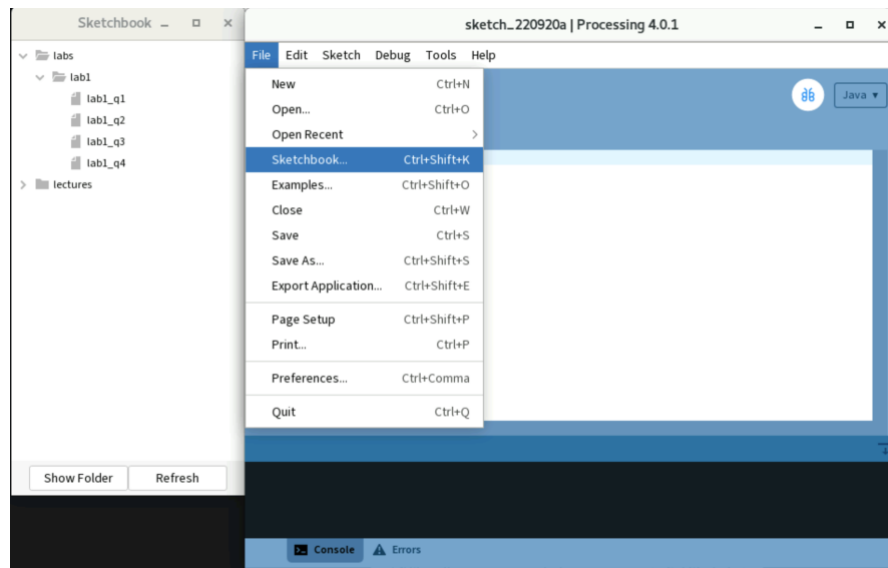 Sketchbook
labs
lab1
lab1_q1
lab1_q2
lab1_q3
lab1_q4
lectures
Show Folder Refresh
sketch_220920a | Processing 4.0.1
File Edit Sketch Debug Tools Help
New Ctrl+N
Open... Ctrl+O
Open Recent
Sketchbook... Ctrl+Shift+K
Examples... Ctrl+Shift+O
Close Ctrl+W
Save Ctrl+S
Save As... Ctrl+Shift+S
Export Application... Ctrl+Shift+E
Page Setup Ctrl+Shift+P
Print... Ctrl+P
Preferences... Ctrl+Comma
Quit Ctrl+Q
Java
Console Errors